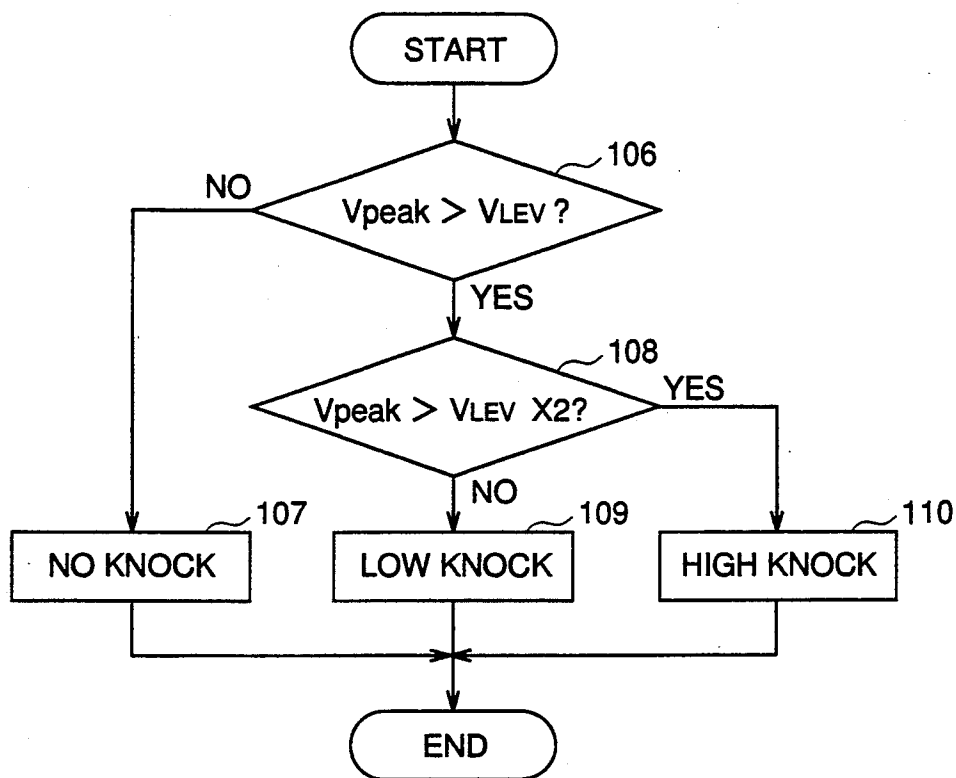 START
106
NO
Vpeak > VLEV ?
YES
108
YES
Vpeak > VLEV X2?
NO
107
109
110
NO KNOCK
LOW KNOCK
HIGH KNOCK
END